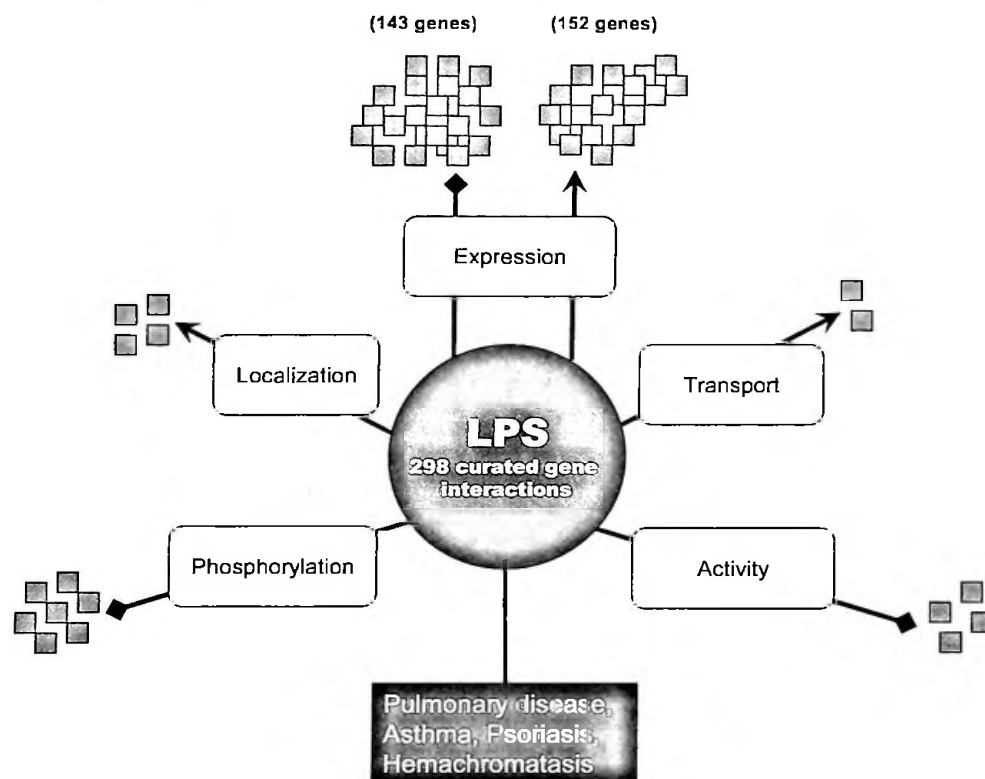 (143 genes) (152 genes)
Expression
Localization
Transport
LPS
298 curated gene
interactions
Phosphorylation
Activity
Pulmonary disease,
Asthma, Psoriasis,
Hemachromatasis